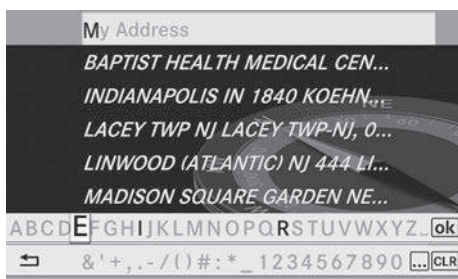 My Address
BAPTIST HEALTH MEDICAL CEN...
INDIANAPOLIS IN 1840 KOEHN...
LACEY TWP NJ LACEY TWP-NJ, 0...
LINWOOD (ATLANTIC) NJ 444 LI...
MADISON SQUARE GARDEN NE...
ABCDEFGHIJKLMNOPQRSTUVWXYZ_ ok
&'+,.-/()#:*_1234567890 ... CLR